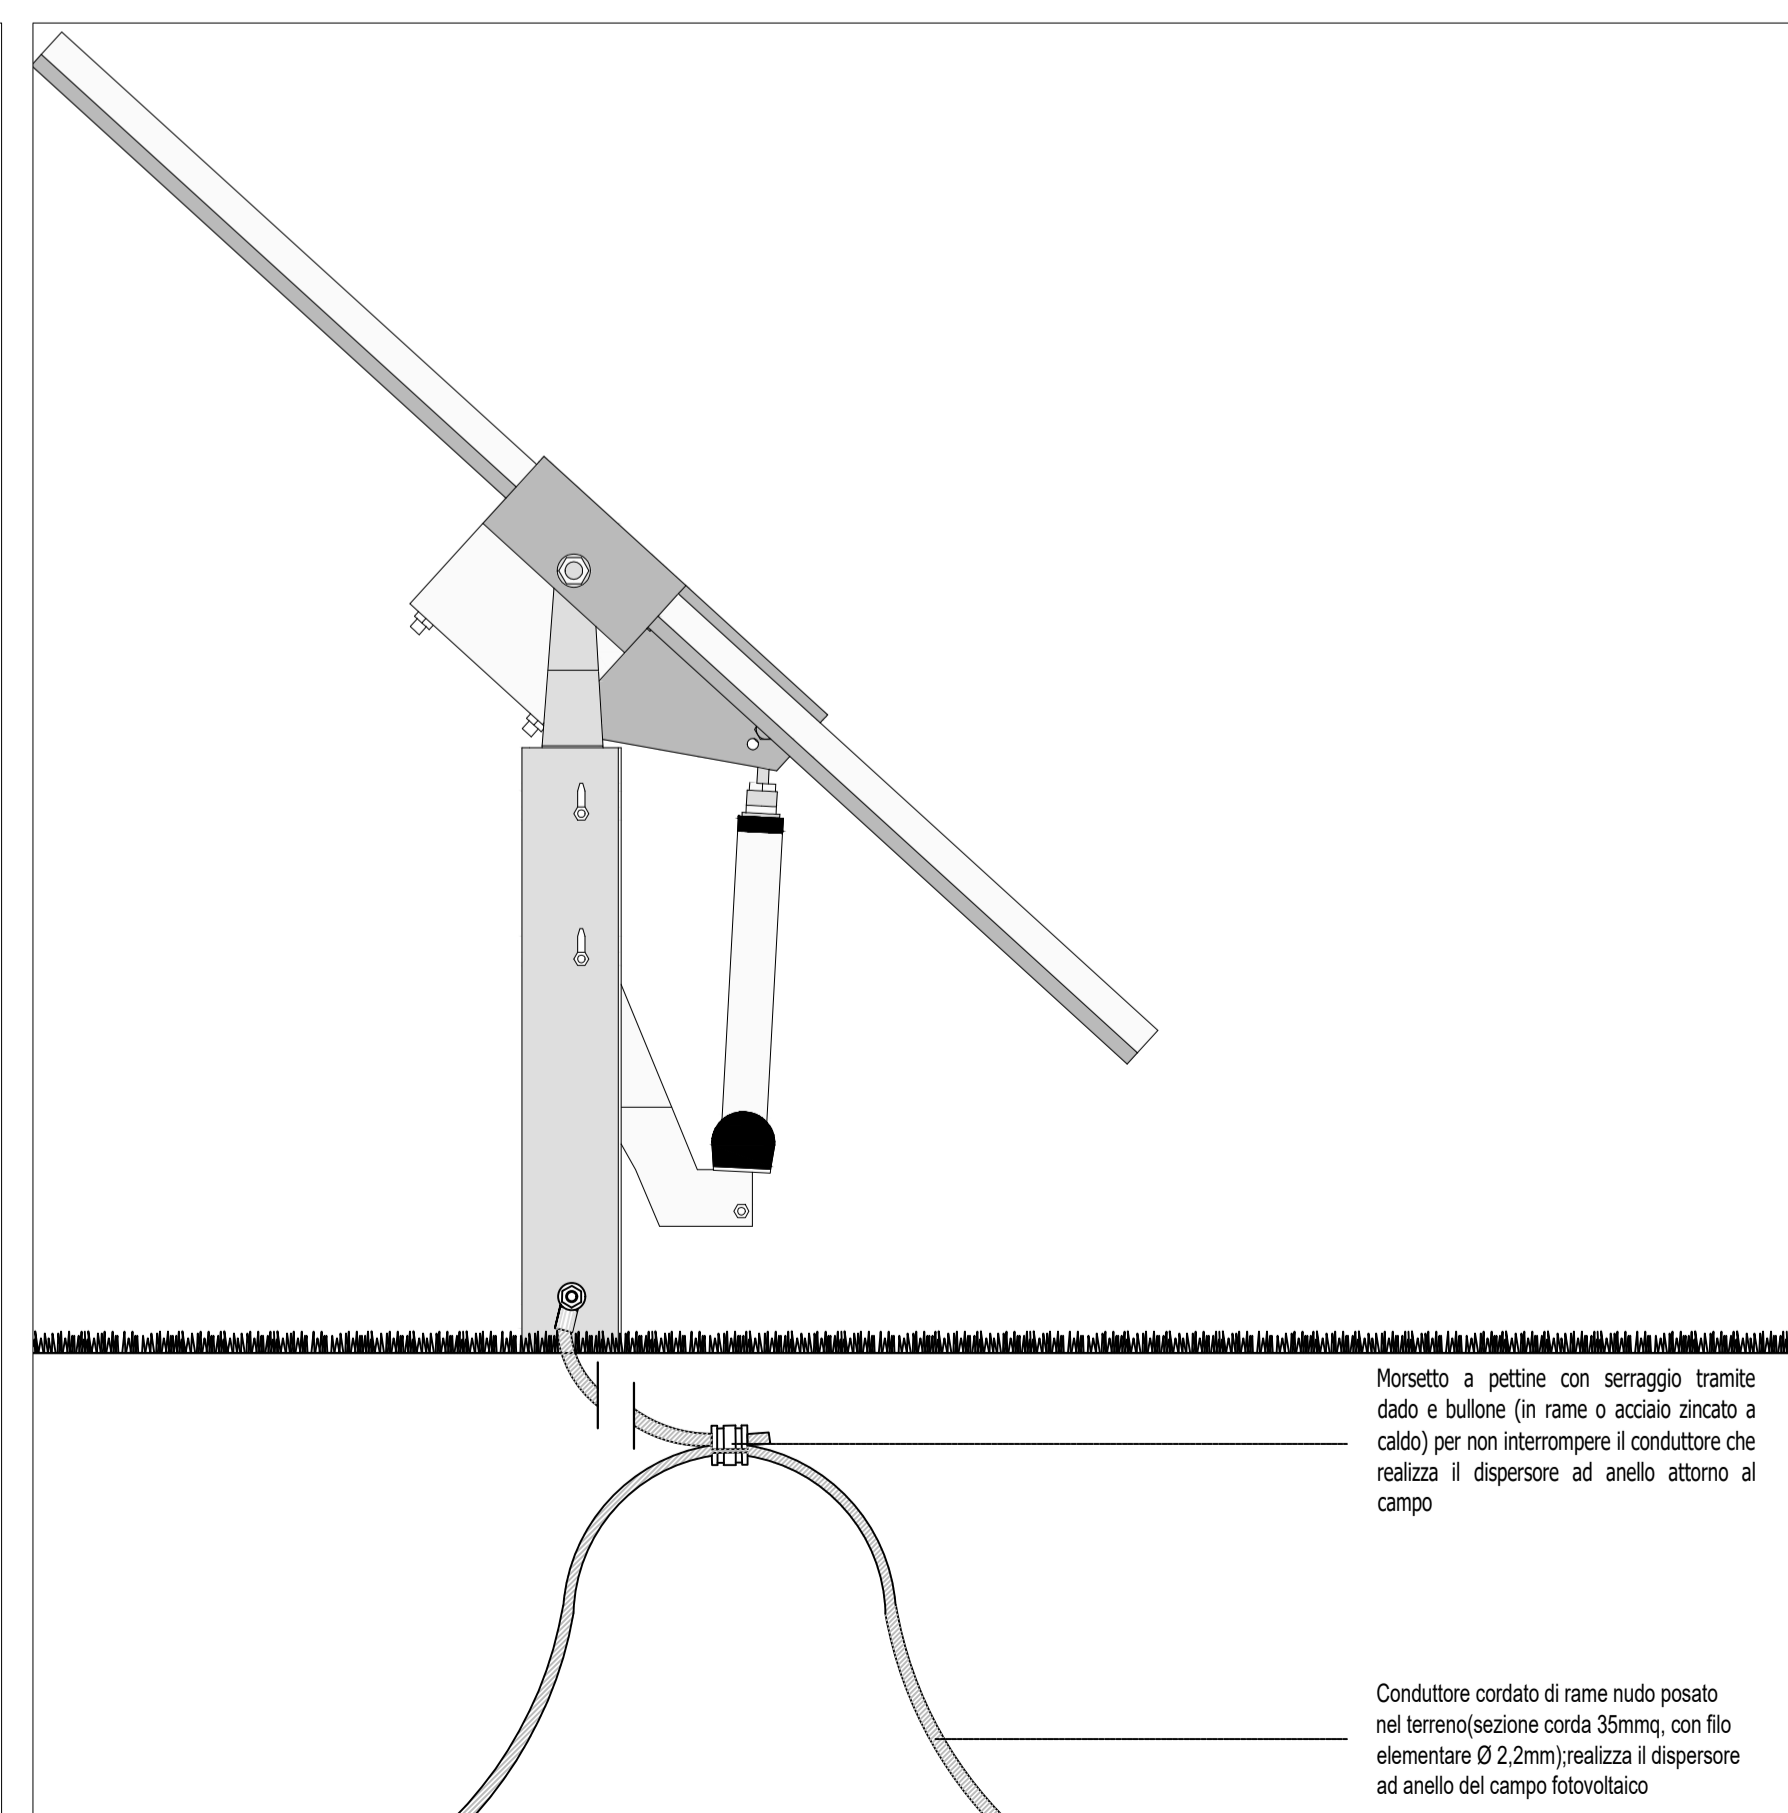 Morsetto a pettine con serraggio tramite
dado e bullone (in rame o acciaio zincato a
caldo) per non interrompere il conduttore che
realizza il dispersore ad anello attorno al
campo
Conduttore cordato di rame nudo posato
nel terreno(sezione corda 35mmq, con filo
elementare Ø 2,2mm);realizza il dispersore
ad anello del campo fotovoltaico